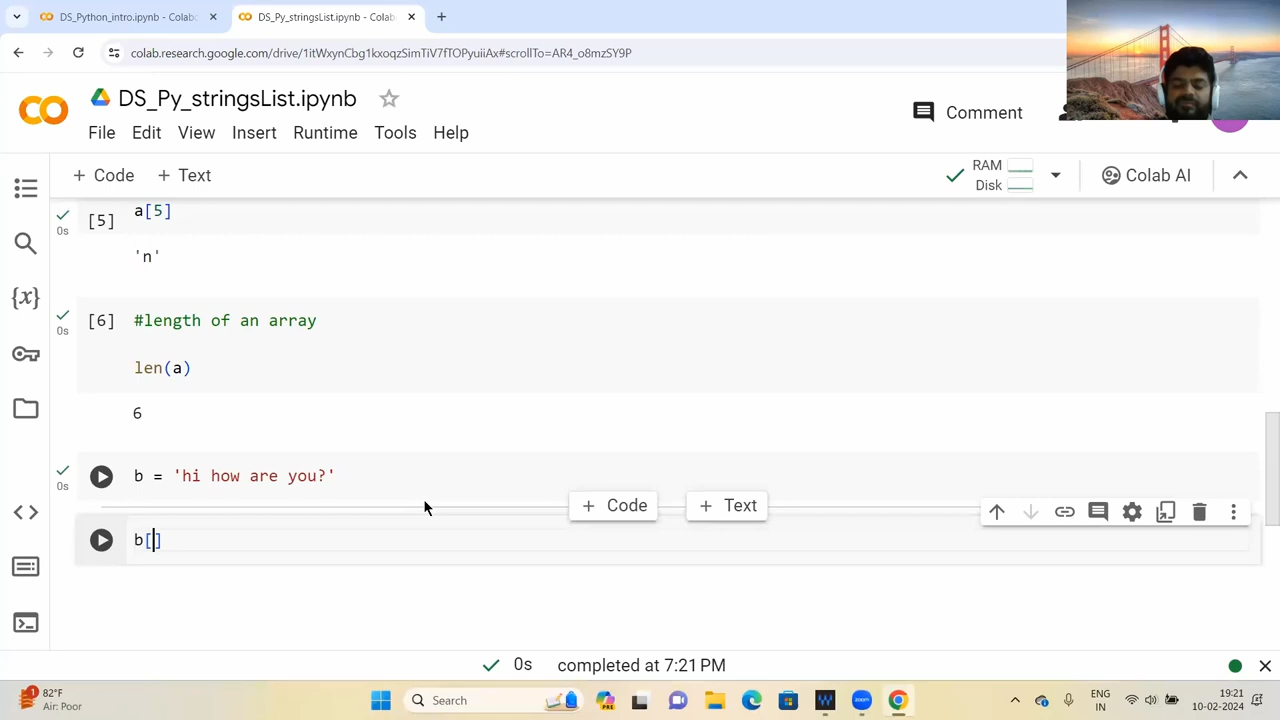 DS_Python_intro.ipynb - Colab
DS_Py_stringsList.ipynb - Colab
colab.research.google.com/drive/1itWxynCbg1kxoqzSimTiV7fTOPyuiiAx#scrollTo=AR4_o8mzSY9P
DS_Py_stringsList.ipynb
Comment
File Edit View Insert Runtime Tools Help
+ Code + Text
RAM
Disk
Colab AI
[5] a[5]
0s
'n'
[6] #length of an array
0s
len(a)
6
b = 'hi how are you?'
0s
+ Code + Text
b[]
0s completed at 7:21 PM
1
82°F
Air: Poor
Search
PRE
ENG
IN
19:21
10-02-2024